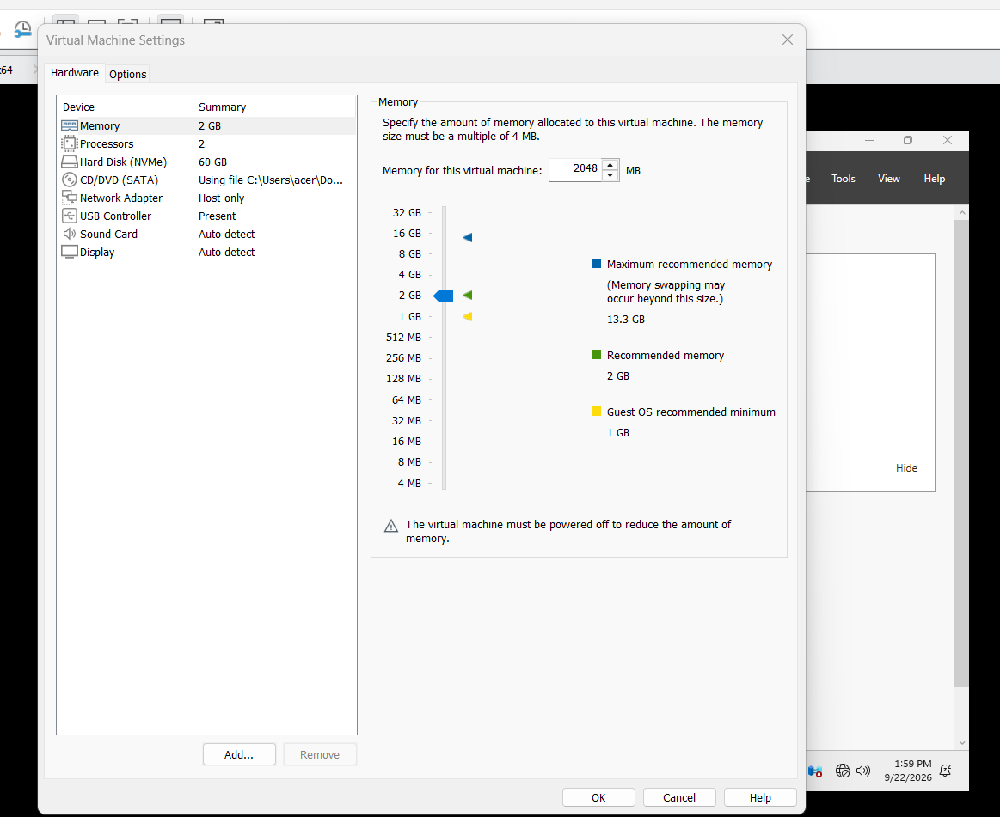 Virtual Machine Settings
64
Hardware
Options
Device Summary
Memory 2 GB
Processors 2
Hard Disk (NVMe) 60 GB
CD/DVD (SATA) Using file C:\Users\acer\Do...
Network Adapter Host-only
USB Controller Present
Sound Card Auto detect
Display Auto detect
Add...
Remove
Memory
Specify the amount of memory allocated to this virtual machine. The memory
size must be a multiple of 4 MB.
Memory for this virtual machine: 2048 MB
32 GB
16 GB
8 GB
4 GB
2 GB
1 GB
512 MB
256 MB
128 MB
64 MB
32 MB
16 MB
8 MB
4 MB
Maximum recommended memory
(Memory swapping may
occur beyond this size.)
13.3 GB
Recommended memory
2 GB
Guest OS recommended minimum
1 GB
The virtual machine must be powered off to reduce the amount of
memory.
OK
Cancel
Help
e Tools View Help
Hide
1:59 PM
9/22/2026